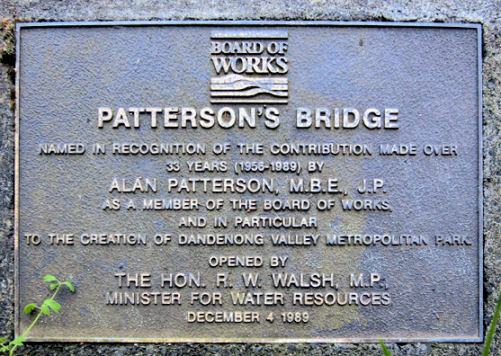 BOARD OF
WORKS
PATTERSON'S BRIDGE
NAMED IN RECOGNITION OF THE CONTRIBUTION MADE OVER
33 YEARS (1956-1989) BY
ALAN PATTERSON, M.B.E., J.P.
AS A MEMBER OF THE BOARD OF WORKS,
AND IN PARTICULAR
TO THE CREATION OF DANDENONG VALLEY METROPOLITAN PARK.
OPENED BY
THE HON. R. W. WALSH, M.P.,
MINISTER FOR WATER RESOURCES
DECEMBER 4 1989